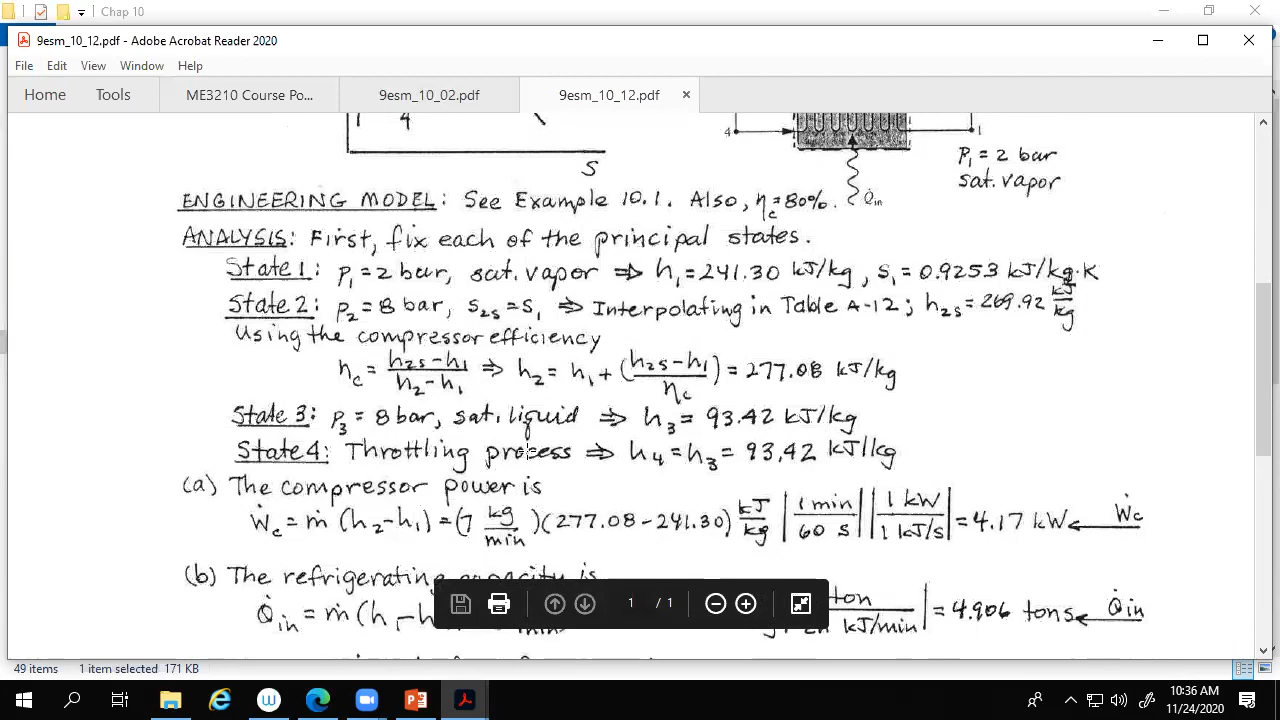 Chap 10
9esm_10_12.pdf - Adobe Acrobat Reader 2020
File Edit View Window Help
Home Tools ME3210 Course Po... 9esm_10_02.pdf 9esm_10_12.pdf ×
4
4 1
S
P₁ = 2 bar
sat. vapor
Q̇in
ENGINEERING MODEL: See Example 10.1. Also, ηc = 80%.
ANALYSIS: First, fix each of the principal states.
State 1: P₁ = 2 bar, sat. vapor ⇒ h₁ = 241.30 kJ/kg, s₁ = 0.9253 kJ/kg·K
State 2: P₂ = 8 bar, s₂s = s₁ ⇒ Interpolating in Table A-12; h₂s = 269.92 kJ/kg
Using the compressor efficiency
ηc = (h₂s - h₁)/(h₂ - h₁) ⇒ h₂ = h₁ + ((h₂s - h₁)/ηc) = 277.08 kJ/kg
State 3: P₃ = 8 bar, sat. liquid ⇒ h₃ = 93.42 kJ/kg
State 4: Throttling process ⇒ h₄ = h₃ = 93.42 kJ/kg
(a) The compressor power is
Ẇc = ṁ (h₂ - h₁) = (7 kg/min)(277.08 - 241.30) kJ/kg |1 min/60 s| |1 kW/1 kJ/s| = 4.17 kW ← Ẇc
(b) The refrigerating capacity is
Q̇in = ṁ (h₁ - h ton kJ/min| = 4.906 tons ← Q̇in
1 / 1
49 items 1 item selected 171 KB
10:36 AM
11/24/2020